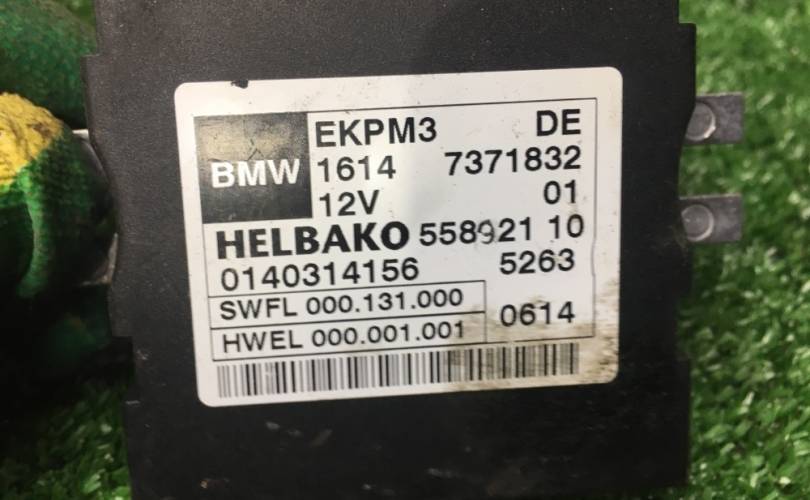 EKPM3 DE
BMW 1614 7371832
12V 01
HELBAKO 558921 10
0140314156 5263
SWFL 000.131.000
HWEL 000.001.001 0614